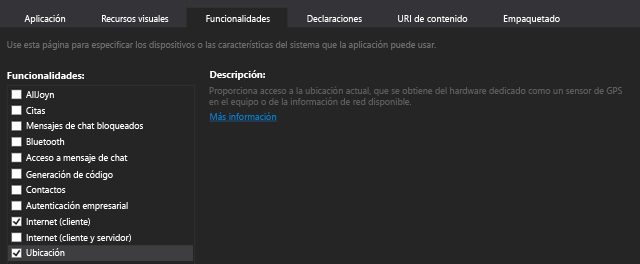 Aplicación
Recursos visuales
Funcionalidades
Declaraciones
URI de contenido
Empaquetado
Use esta página para especificar los dispositivos o las características del sistema que la aplicación puede usar.
Funcionalidades:
AllJoyn
Citas
Mensajes de chat bloqueados
Bluetooth
Acceso a mensaje de chat
Generación de código
Contactos
Autenticación empresarial
Internet (cliente)
Internet (cliente y servidor)
Ubicación
Descripción:
Proporciona acceso a la ubicación actual, que se obtiene del hardware dedicado como un sensor de GPS
en el equipo o de la información de red disponible.
Más información